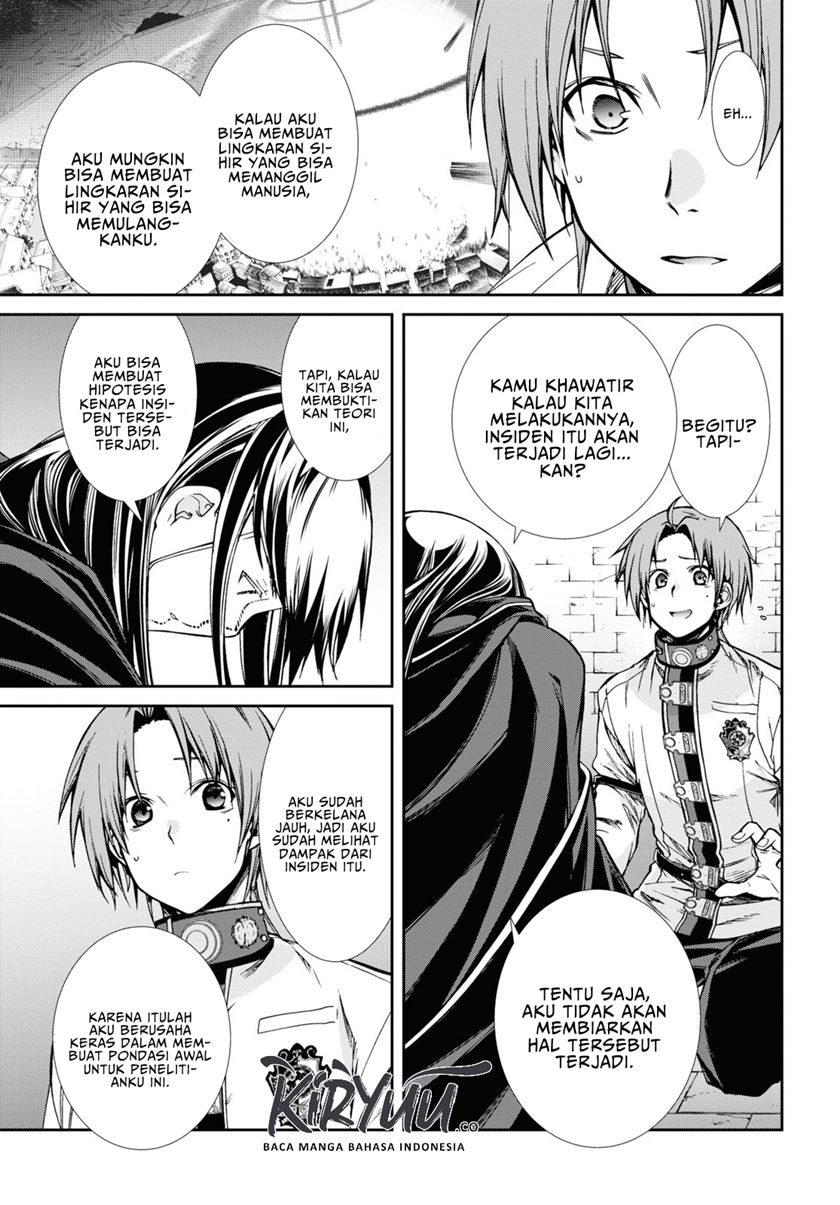 EH...
KALAU AKU
BISA MEMBUAT
LINGKARAN SI-
HIR YANG BISA
MEMANGGIL
MANUSIA,
AKU MUNGKIN
BISA MEMBUAT
LINGKARAN SI-
HIR YANG BISA
MEMULANG-
KANKU.
BEGITU?
TAPI-
KAMU KHAWATIR
KALAU KITA
MELAKUKANNYA,
INSIDEN ITU AKAN
TERJADI LAGI...
KAN?
TENTU SAJA,
AKU TIDAK AKAN
MEMBIARKAN
HAL TERSEBUT
TERJADI.
TAPI, KALAU
KITA BISA
MEMBUKTI-
KAN TEORI
INI,
AKU BISA
MEMBUAT
HIPOTESIS
KENAPA INSI-
DEN TERSE-
BUT BISA
TERJADI.
AKU SUDAH
BERKELANA
JAUH, JADI AKU
SUDAH MELIHAT
DAMPAK DARI
INSIDEN ITU.
KARENA ITULAH
AKU BERUSAHA
KERAS DALAM MEM-
BUAT PONDASI AWAL
UNTUK PENELITI-
ANKU INI.
KIRYUU.CO
BACA MANGA BAHASA INDONESIA